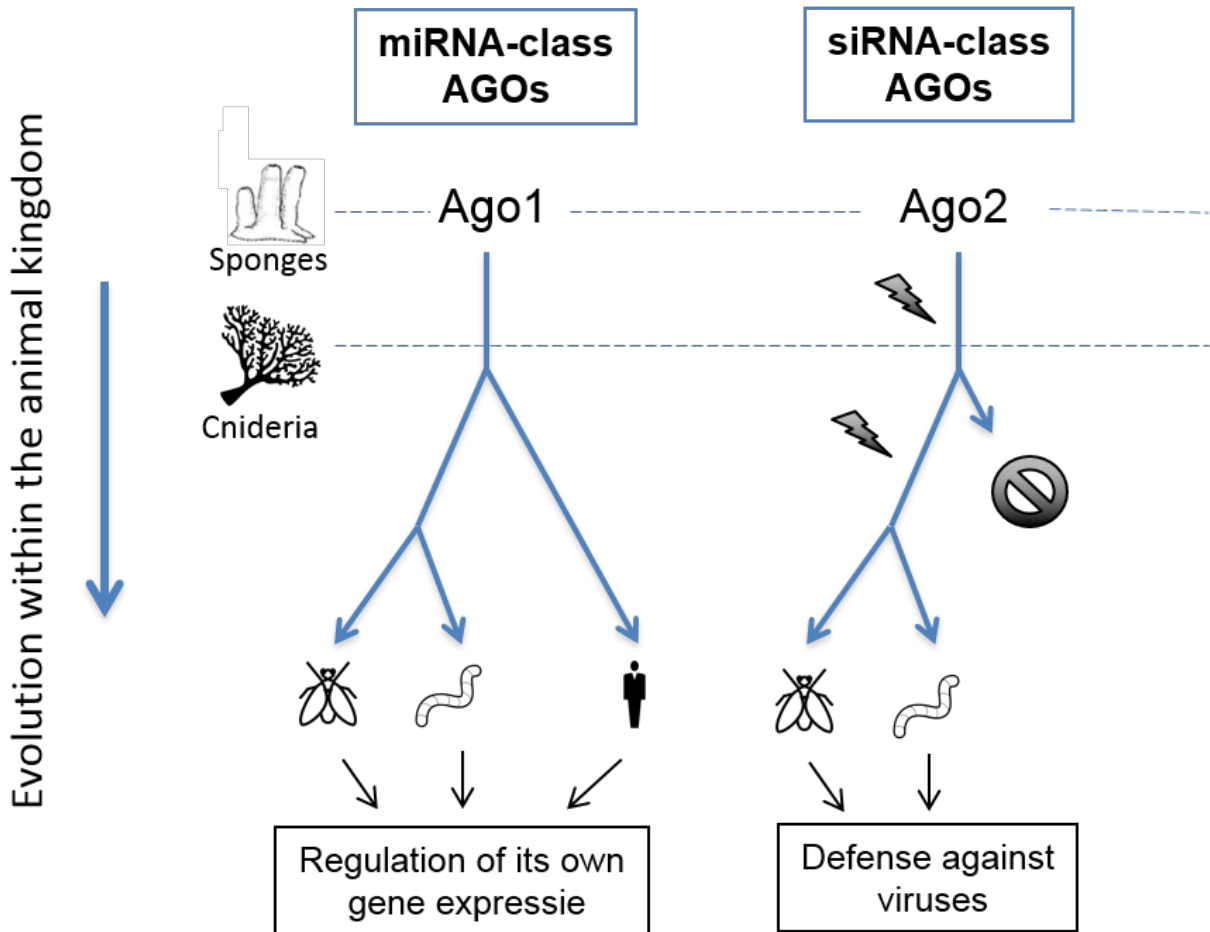 miRNA-class
AGOs
siRNA-class
AGOs
Evolution within the animal kingdom
Ago1
Ago2
Sponges
Cnideria
Regulation of its own
gene expressie
Defense against
viruses